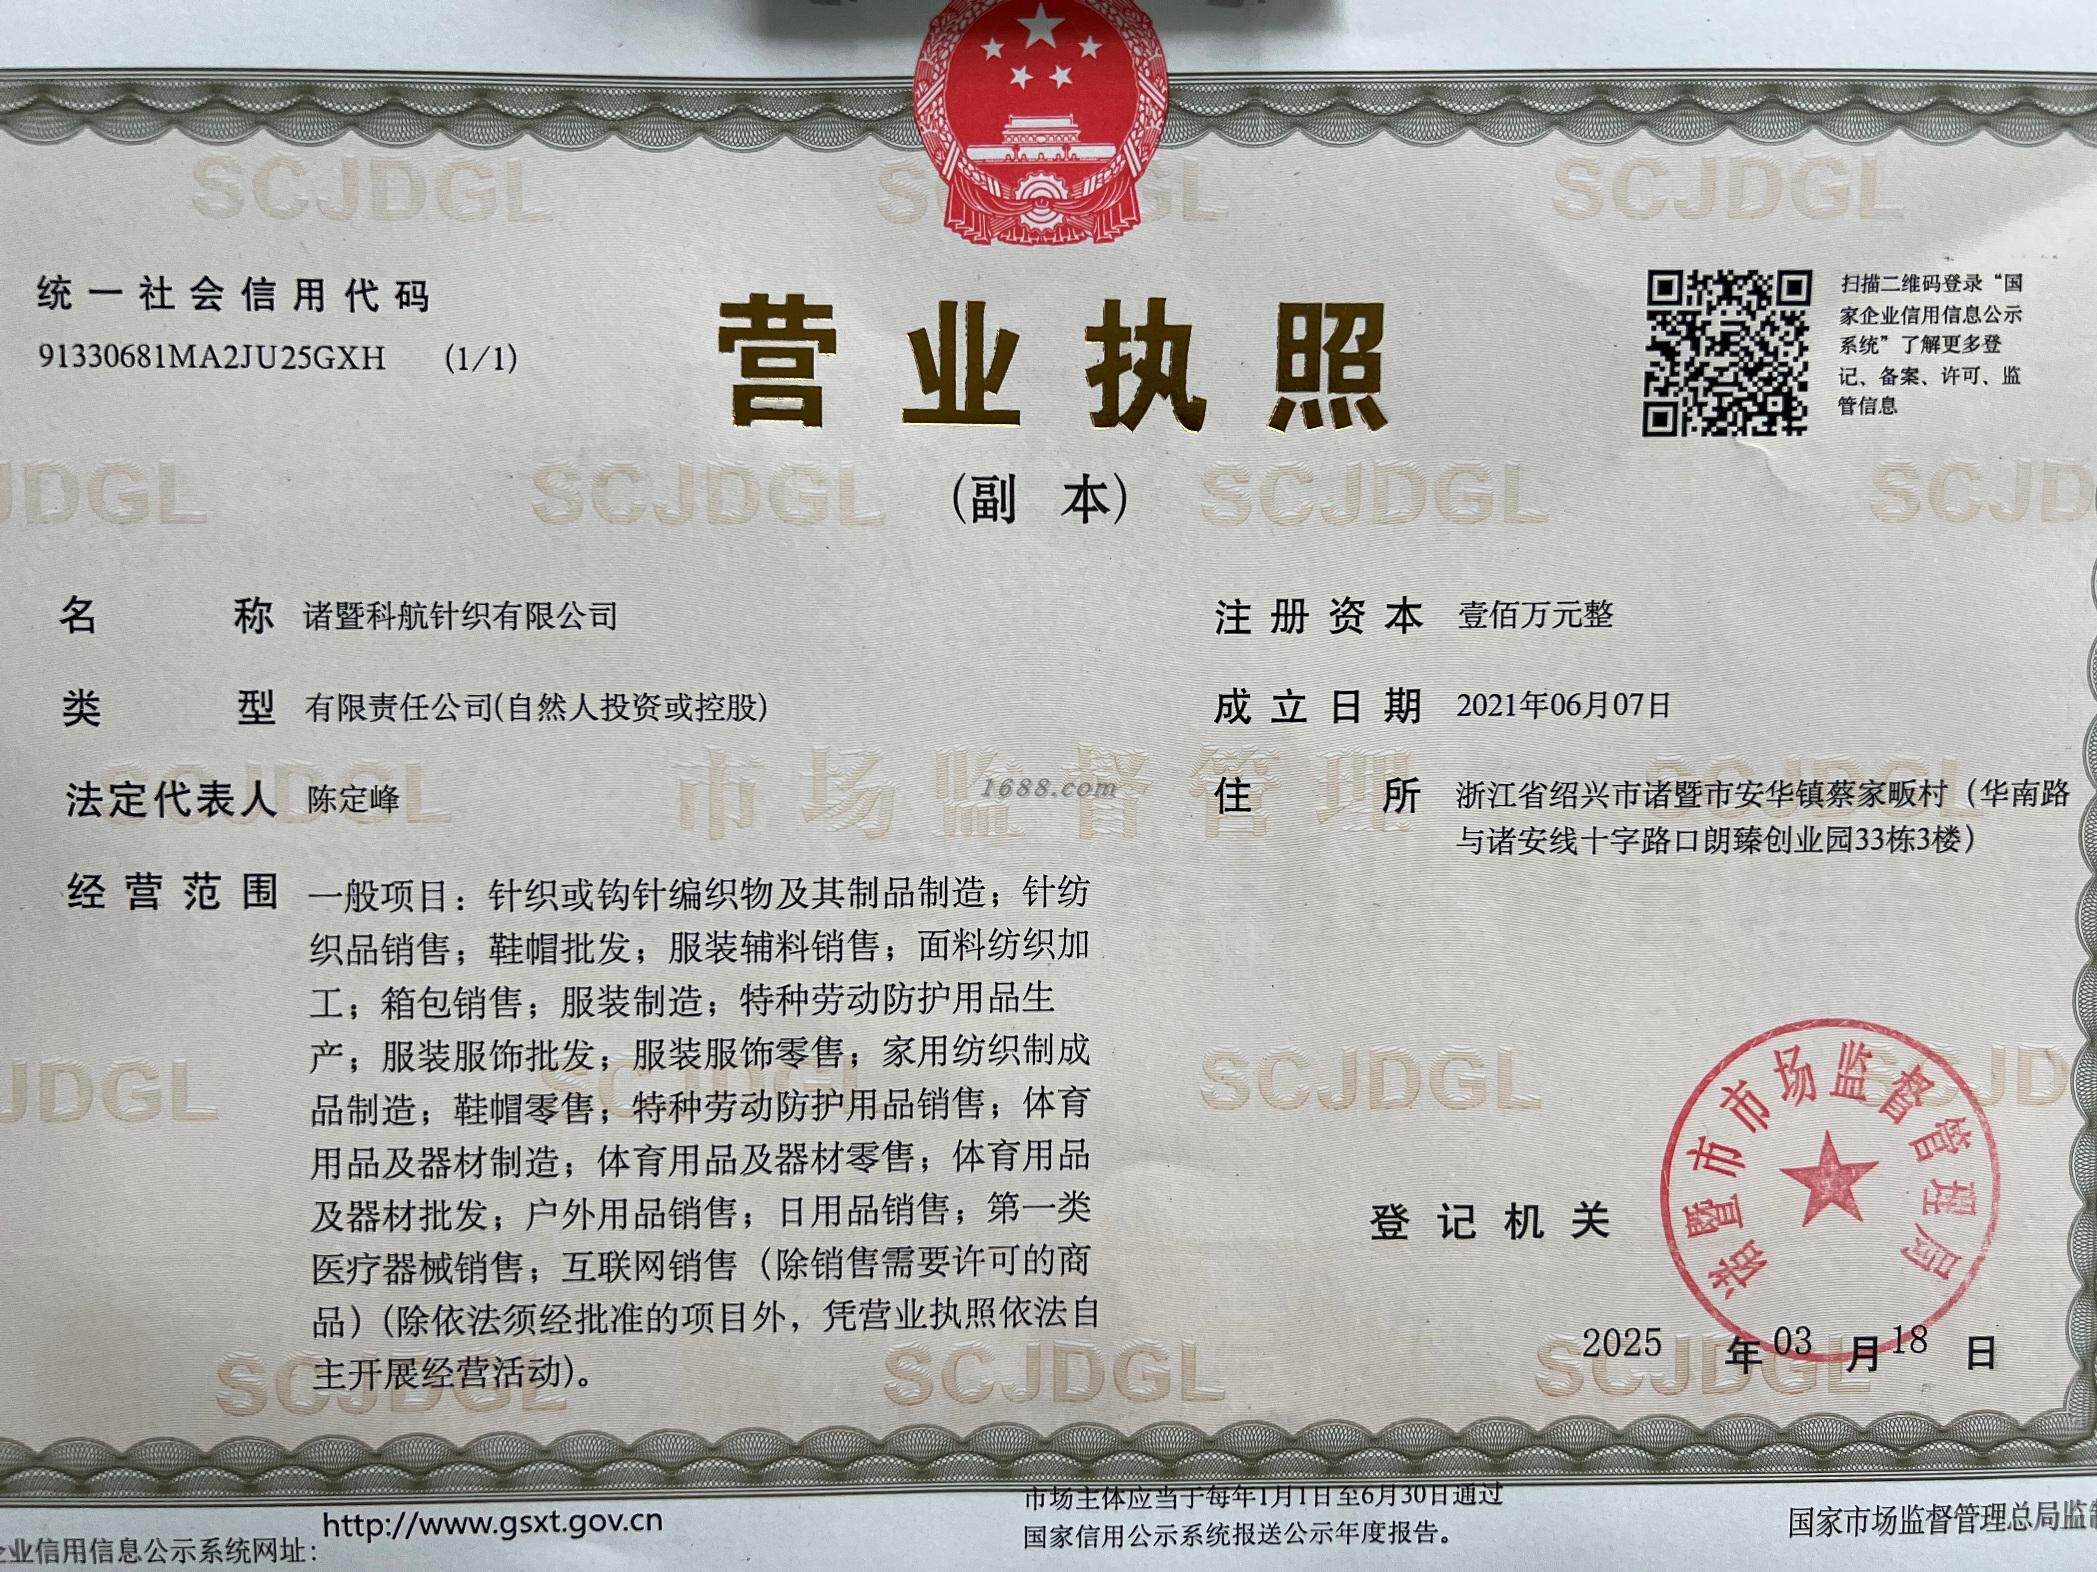 SCJDGL
SCJDGL
统一社会信用代码
91330681MA2JU25GXH (1/1)
营业执照
(副 本)
扫描二维码登录“国
家企业信用信息公示
系统”了解更多登
记、备案、许可、监
管信息
JDGL SCJDGL SCJDGL SCJD
名 称 诸暨科航针织有限公司
注册资本 壹佰万元整
类 型 有限责任公司(自然人投资或控股)
成立日期 2021年06月07日
SCJDGL 市场监督管理 SCJDGL
1688.com
法定代表人 陈定峰
住 所 浙江省绍兴市诸暨市安华镇蔡家畈村（华南路
与诸安线十字路口朗臻创业园33栋3楼）
经营范围 一般项目：针织或钩针编织物及其制品制造；针纺
织品销售；鞋帽批发；服装辅料销售；面料纺织加
工；箱包销售；服装制造；特种劳动防护用品生
产；服装服饰批发；服装服饰零售；家用纺织制成
品制造；鞋帽零售；特种劳动防护用品销售；体育
用品及器材制造；体育用品及器材零售；体育用品
及器材批发；户外用品销售；日用品销售；第一类
医疗器械销售；互联网销售（除销售需要许可的商
品）(除依法须经批准的项目外，凭营业执照依法自
主开展经营活动)。
JDGL SCJDGL SCJDGL SCJD
诸暨市市场监督管理局
登记机关
2025 年 03 月 18 日
SCJDGL SCJDGL SCJDGL
企业信用信息公示系统网址：
http://www.gsxt.gov.cn
市场主体应当于每年1月1日至6月30日通过
国家信用公示系统报送公示年度报告。
国家市场监督管理总局监制